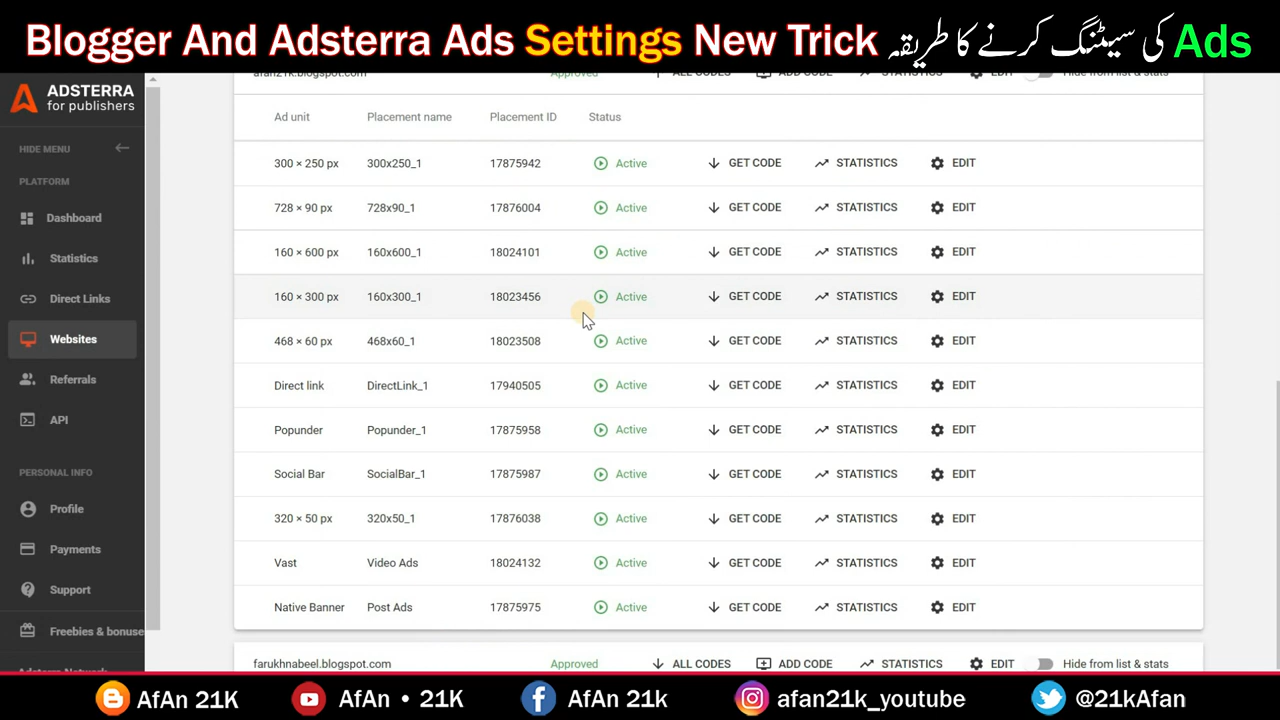 Blogger And Adsterra Ads Settings New Trick Ads کی سیٹنگ کرنے کا طریقہ
ADSTERRA
for publishers
HIDE MENU
PLATFORM
Dashboard
Statistics
Direct Links
Websites
Referrals
API
PERSONAL INFO
Profile
Payments
Support
Freebies & bonuse
Adsterra Network
afan21k.blogspot.com Approved ALL CODES ADD CODE STATISTICS EDIT Hide from list & stats
Ad unit Placement name Placement ID Status
300 × 250 px 300x250_1 17875942 Active GET CODE STATISTICS EDIT
728 × 90 px 728x90_1 17876004 Active GET CODE STATISTICS EDIT
160 × 600 px 160x600_1 18024101 Active GET CODE STATISTICS EDIT
160 × 300 px 160x300_1 18023456 Active GET CODE STATISTICS EDIT
468 × 60 px 468x60_1 18023508 Active GET CODE STATISTICS EDIT
Direct link DirectLink_1 17940505 Active GET CODE STATISTICS EDIT
Popunder Popunder_1 17875958 Active GET CODE STATISTICS EDIT
Social Bar SocialBar_1 17875987 Active GET CODE STATISTICS EDIT
320 × 50 px 320x50_1 17876038 Active GET CODE STATISTICS EDIT
Vast Video Ads 18024132 Active GET CODE STATISTICS EDIT
Native Banner Post Ads 17875975 Active GET CODE STATISTICS EDIT
farukhnabeel.blogspot.com Approved ALL CODES ADD CODE STATISTICS EDIT Hide from list & stats
AfAn 21K AfAn • 21K AfAn 21k afan21k_youtube @21kAfan